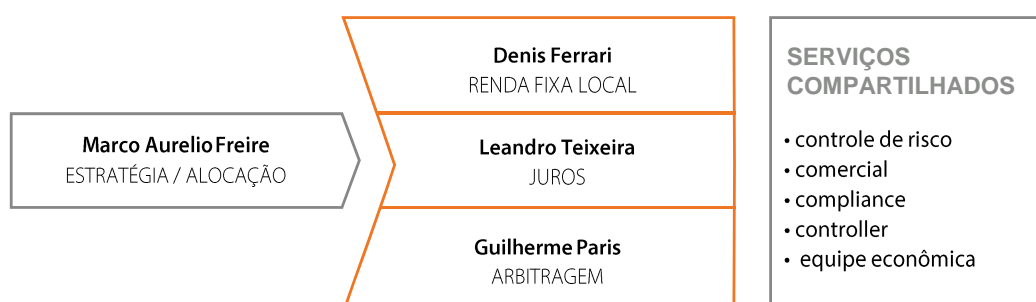 Marco Aurelio Freire
ESTRATÉGIA / ALOCAÇÃO
Denis Ferrari
RENDA FIXA LOCAL
Leandro Teixeira
JUROS
Guilherme Paris
ARBITRAGEM
SERVIÇOS
COMPARTILHADOS
• controle de risco
• comercial
• compliance
• controller
• equipe econômica